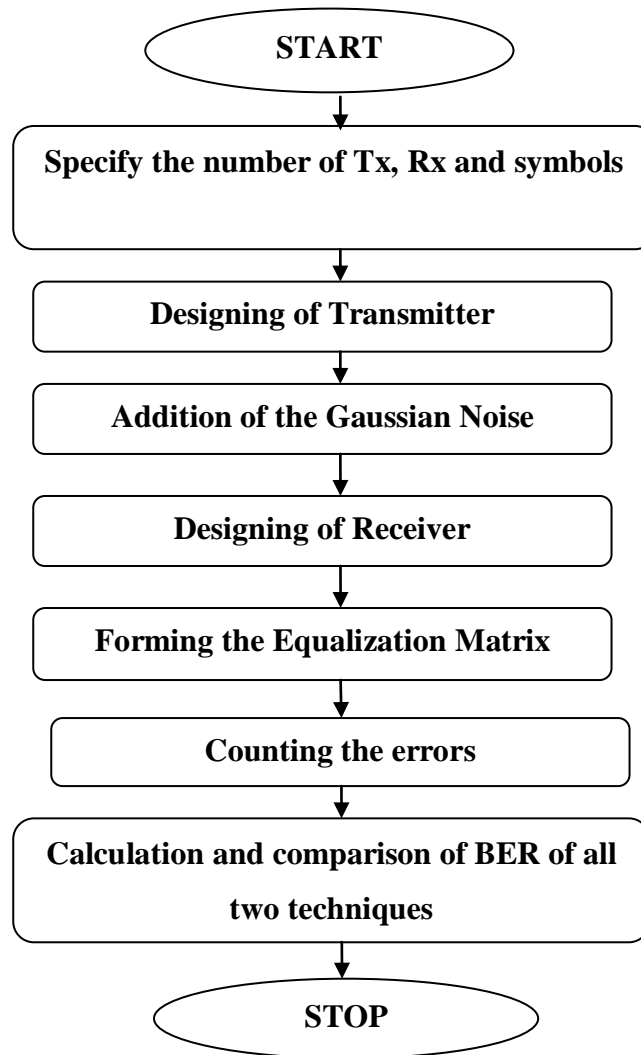 START
Specify the number of Tx, Rx and symbols
Designing of Transmitter
Addition of the Gaussian Noise
Designing of Receiver
Forming the Equalization Matrix
Counting the errors
Calculation and comparison of BER of all
two techniques
STOP